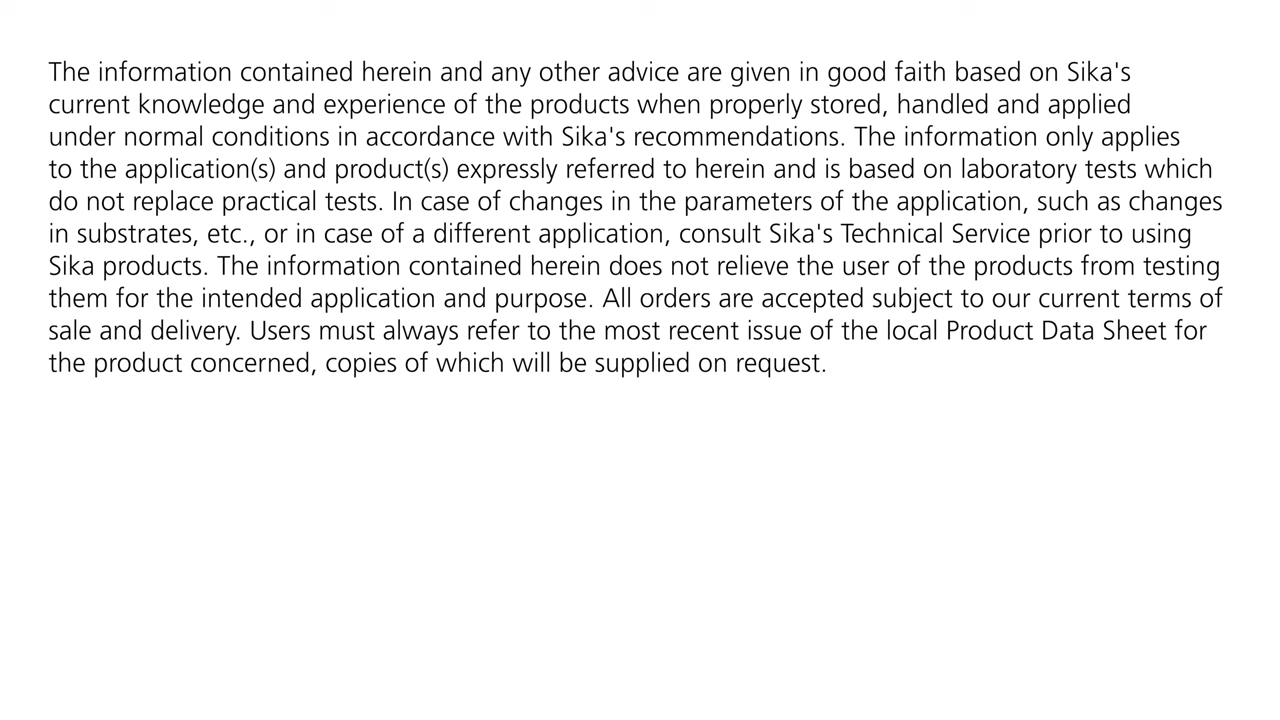 The information contained herein and any other advice are given in good faith based on Sika's
current knowledge and experience of the products when properly stored, handled and applied
under normal conditions in accordance with Sika's recommendations. The information only applies
to the application(s) and product(s) expressly referred to herein and is based on laboratory tests which
do not replace practical tests. In case of changes in the parameters of the application, such as changes
in substrates, etc., or in case of a different application, consult Sika's Technical Service prior to using
Sika products. The information contained herein does not relieve the user of the products from testing
them for the intended application and purpose. All orders are accepted subject to our current terms of
sale and delivery. Users must always refer to the most recent issue of the local Product Data Sheet for
the product concerned, copies of which will be supplied on request.